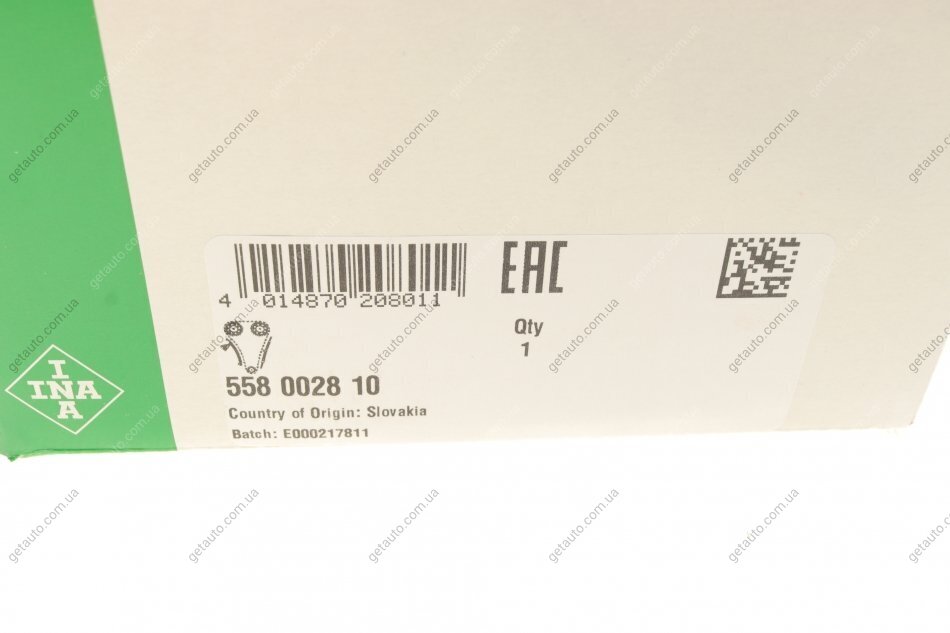 4 014870 208011
EAC
Qty
1
558 0028 10
Country of Origin: Slovakia
Batch: E000217811
INA
INA
getauto.com.ua